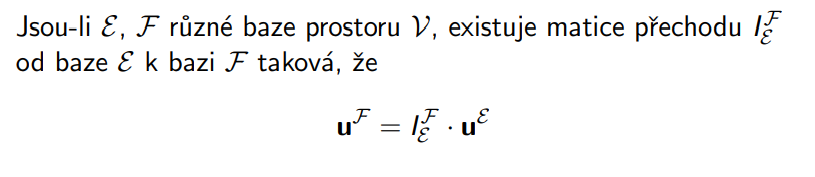 Jsou-li ℰ, ℱ různé baze prostoru 𝒱, existuje matice přechodu I_ℰ^ℱ
od baze ℰ k bazi ℱ taková, že
u^ℱ = I_ℰ^ℱ · u^ℰ